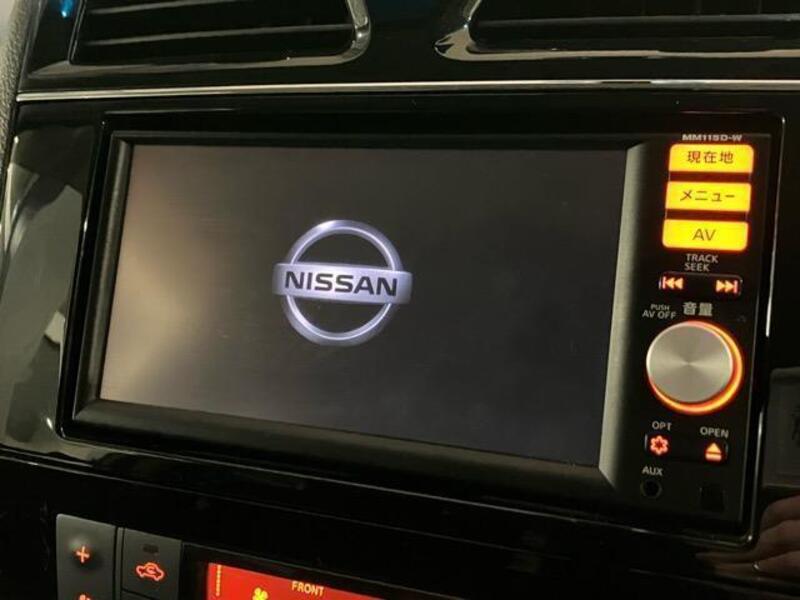 MM115D-W
現在地
メニュー
AV
TRACK
SEEK
PUSH
AV OFF
音量
NISSAN
OPT
OPEN
AUX
FRONT